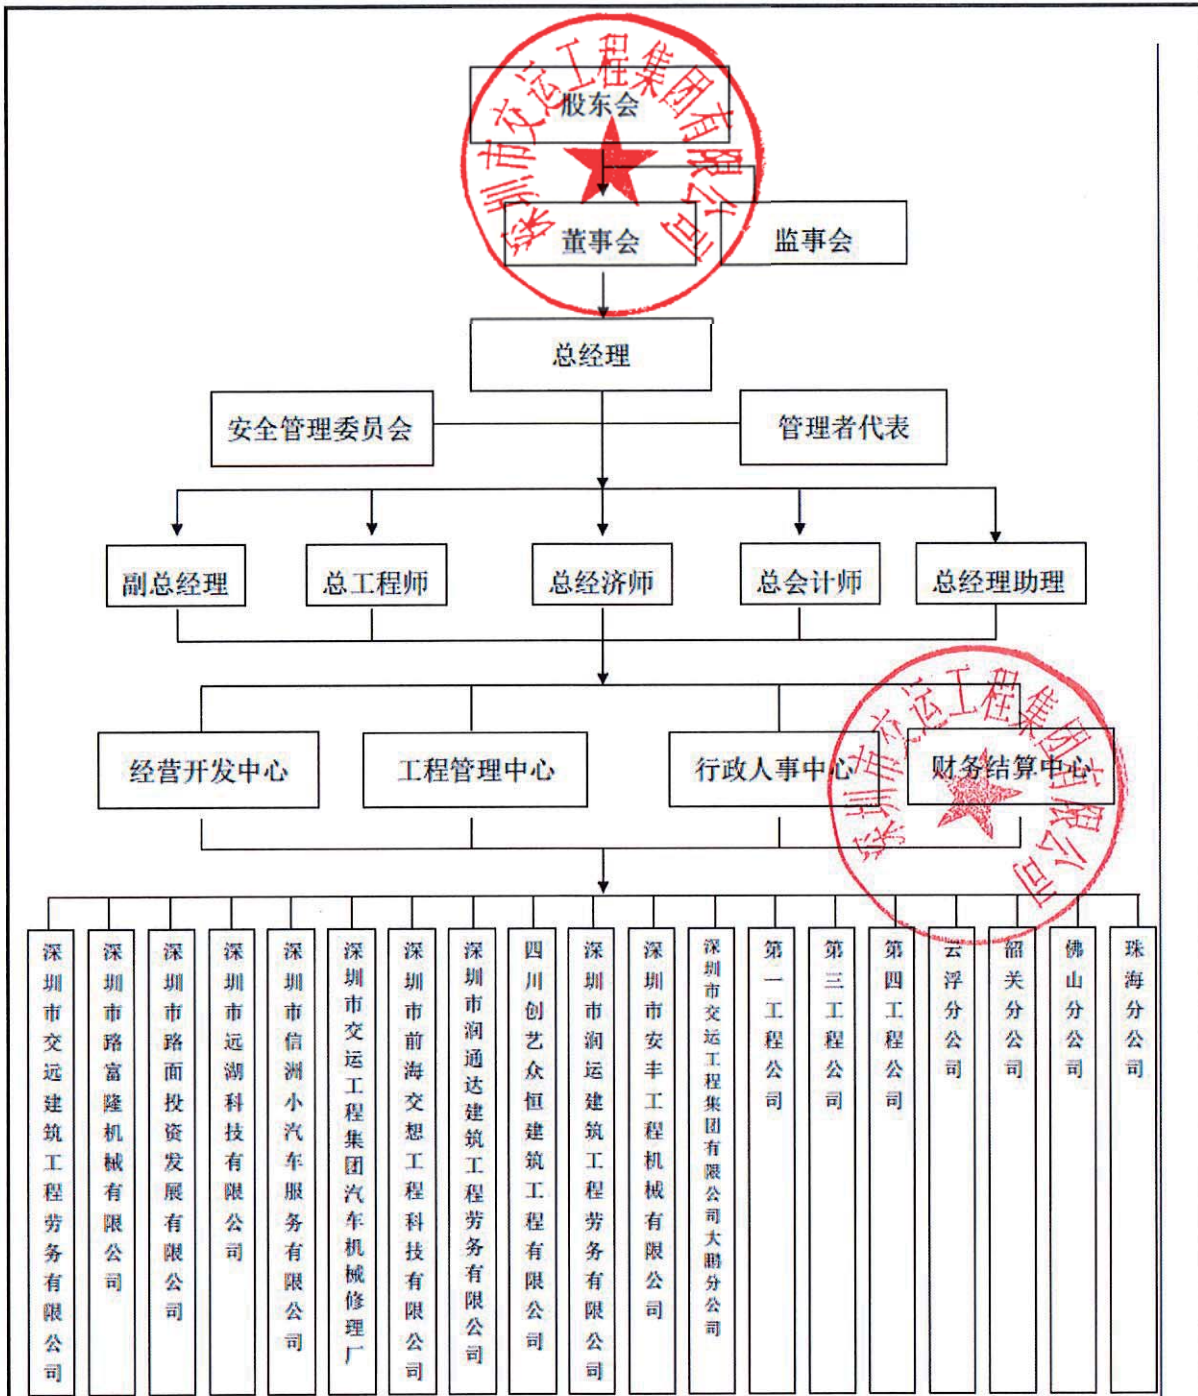 股东会
董事会
监事会
总经理
安全管理委员会
管理者代表
副总经理
总工程师
总经济师
总会计师
总经理助理
经营开发中心
工程管理中心
行政人事中心
财务结算中心
深圳市交远建筑工程劳务有限公司
深圳市路富隆机械有限公司
深圳市路面投资发展有限公司
深圳市远湖科技有限公司
深圳市信洲小汽车服务有限公司
深圳市交运工程集团汽车机械修理厂
深圳市前海交想工程科技有限公司
深圳市润通达建筑工程劳务有限公司
四川创艺众恒建筑工程有限公司
深圳市润运建筑工程劳务有限公司
深圳市安丰工程机械有限公司
深圳市交运工程集团有限公司大鹏分公司
第一工程公司
第三工程公司
第四工程公司
云浮分公司
韶关分公司
佛山分公司
珠海分公司
深圳市交运工程集团有限公司
深圳市交运工程集团有限公司